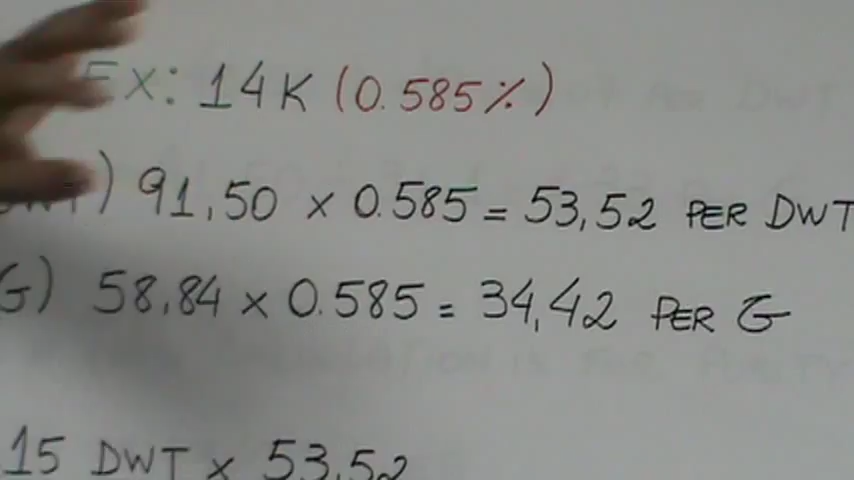 EX: 14K (0.585%)
DWT) 91,50 x 0.585 = 53,52 PER DWT
G) 58,84 x 0.585 = 34,42 PER G
15 DWT x 53,52